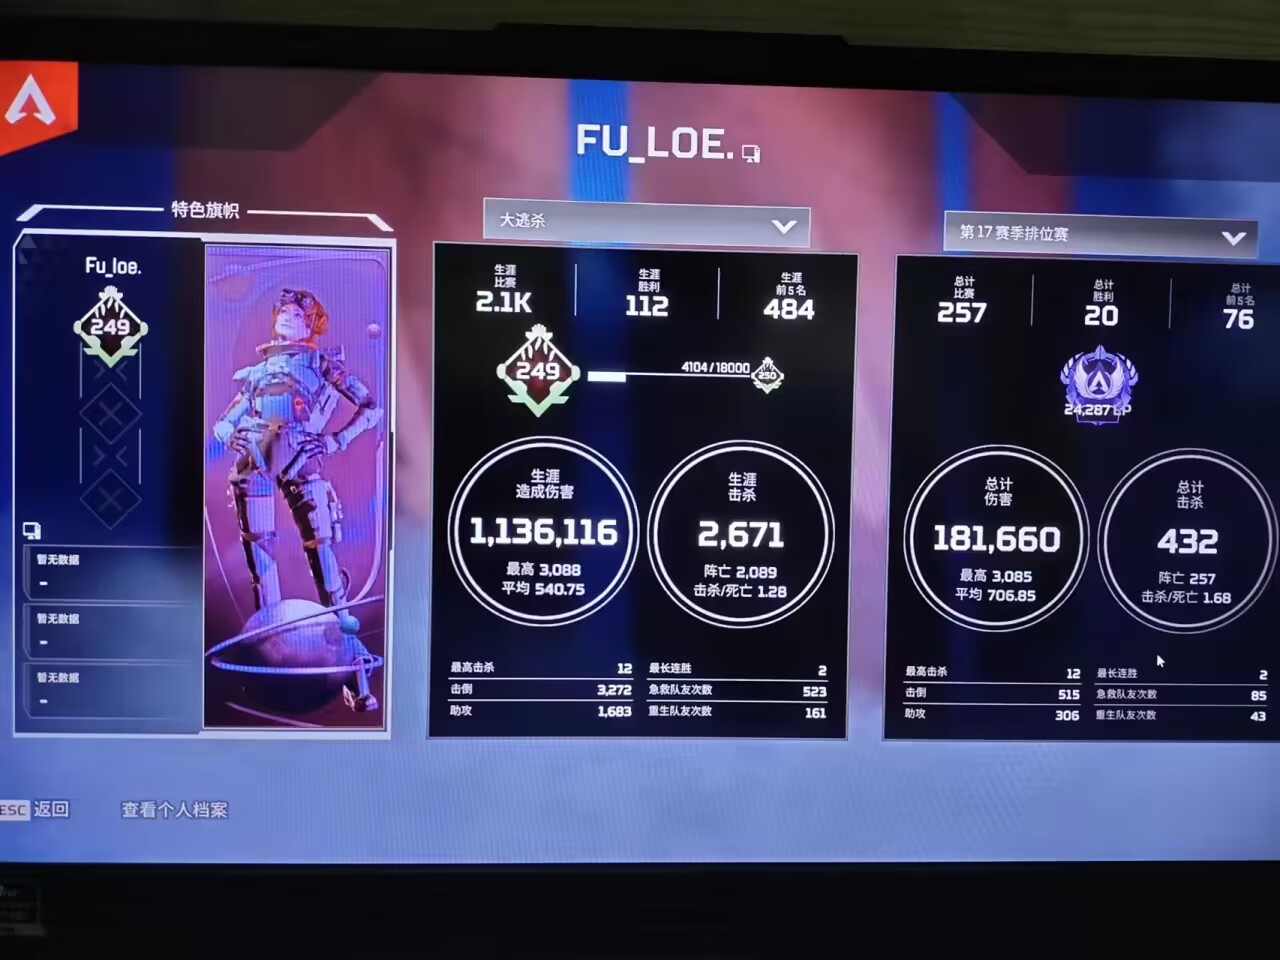 FU_LOE.
特色旗帜
Fu_loe.
249
暂无数据
-
暂无数据
-
暂无数据
-
大逃杀
生涯
比赛
2.1K
生涯
胜利
112
生涯
前5名
484
249
4104/18000
250
生涯
造成伤害
1,136,116
最高 3,088
平均 540.75
生涯
击杀
2,671
阵亡 2,089
击杀/死亡 1.28
最高击杀 12
击倒 3,272
助攻 1,683
最长连胜 2
急救队友次数 523
重生队友次数 161
第 17 赛季排位赛
总计
比赛
257
总计
胜利
20
总计
前5名
76
24,287 LP
总计
伤害
181,660
最高 3,085
平均 706.85
总计
击杀
432
阵亡 257
击杀/死亡 1.68
最高击杀 12
击倒 515
助攻 306
最长连胜 2
急救队友次数 85
重生队友次数 43
ESC 返回
查看个人档案